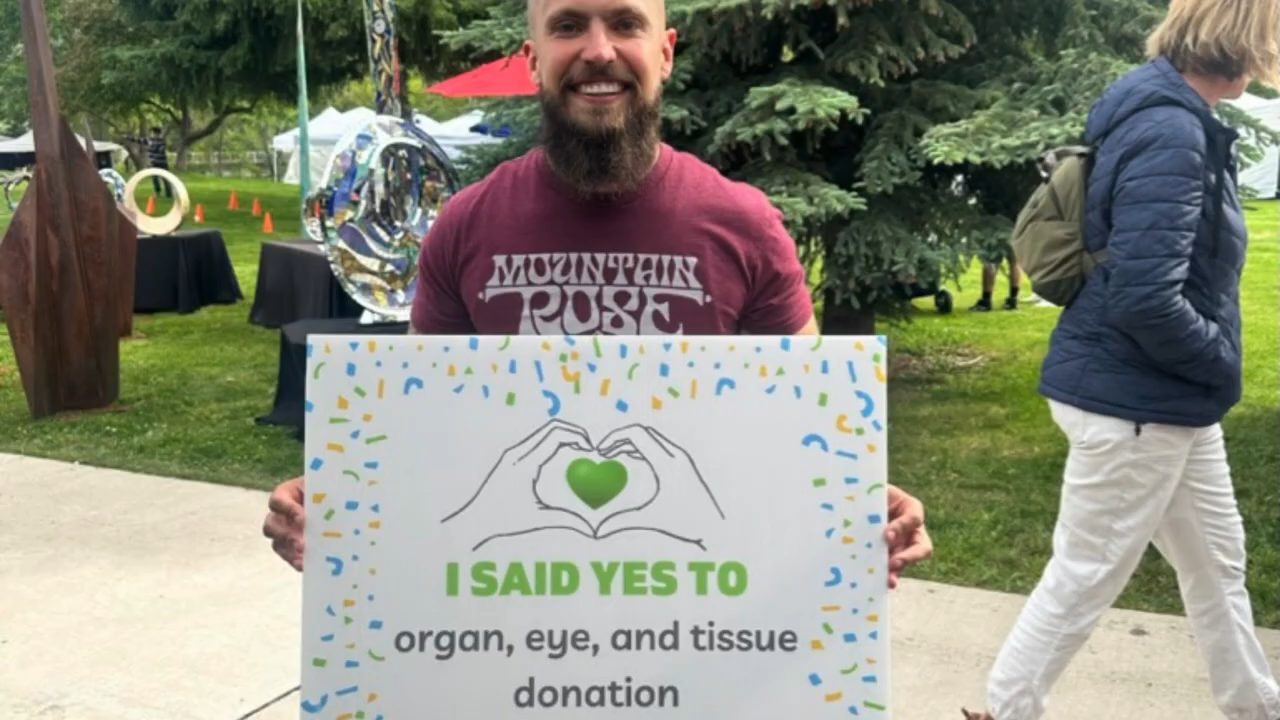 MOUNTAIN
ROSE
I SAID YES TO
organ, eye, and tissue
donation